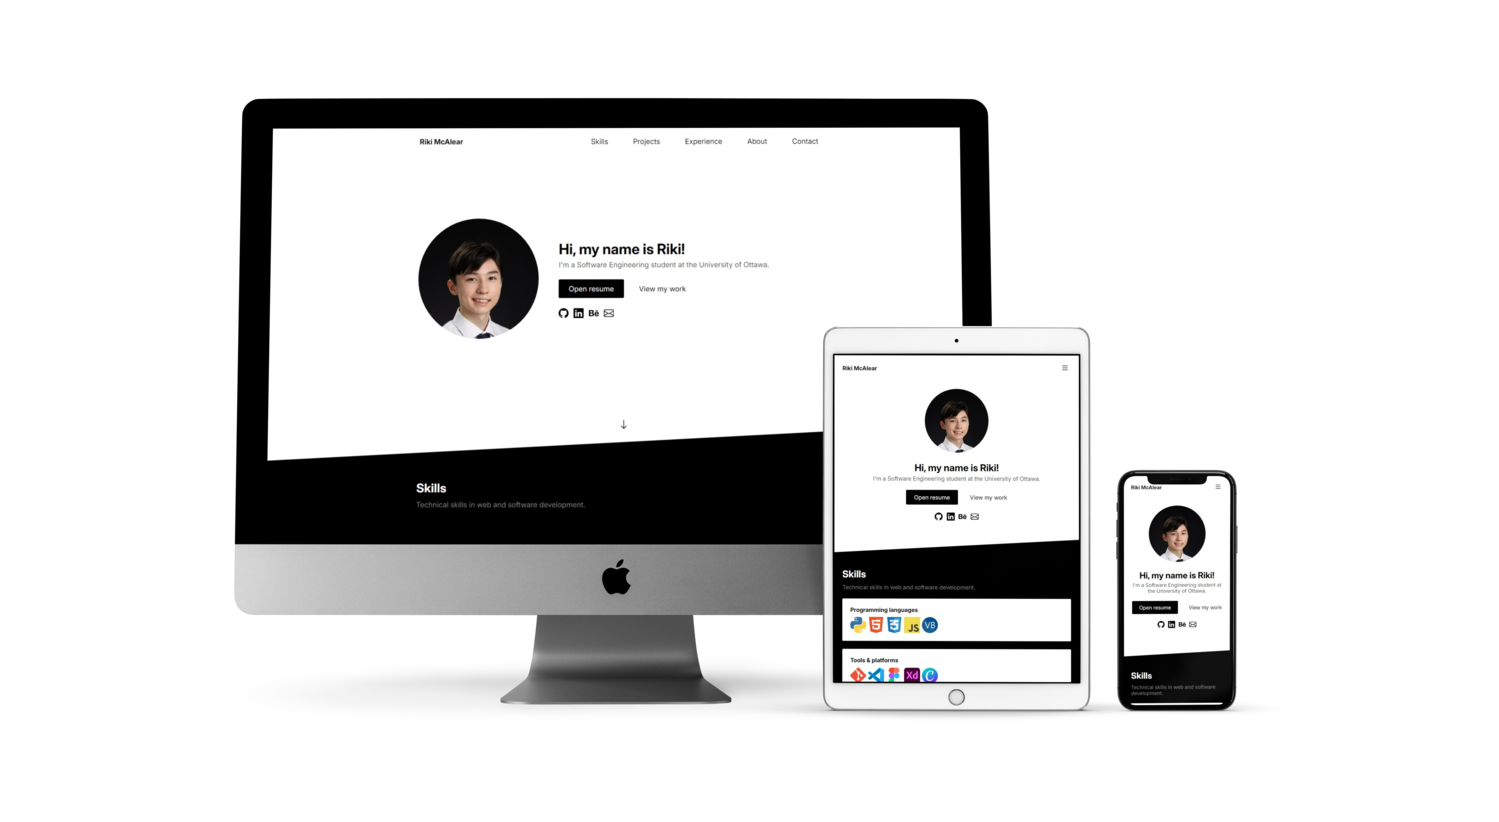 Riki McAlear
Skills Projects Experience About Contact
Hi, my name is Riki!
I'm a Software Engineering student at the University of Ottawa.
Open resume View my work
Bē
Skills
Technical skills in web and software development.
Riki McAlear
Hi, my name is Riki!
I'm a Software Engineering student at the University of Ottawa.
Open resume View my work
in Bē
Skills
Technical skills in web and software development.
Programming languages
5 3 JS VB
Tools & platforms
Xd C
Riki McAlear
Hi, my name is Riki!
I'm a Software Engineering student at
the University of Ottawa.
Open resume View my work
in Bē
Skills
Technical skills in web and software
development.